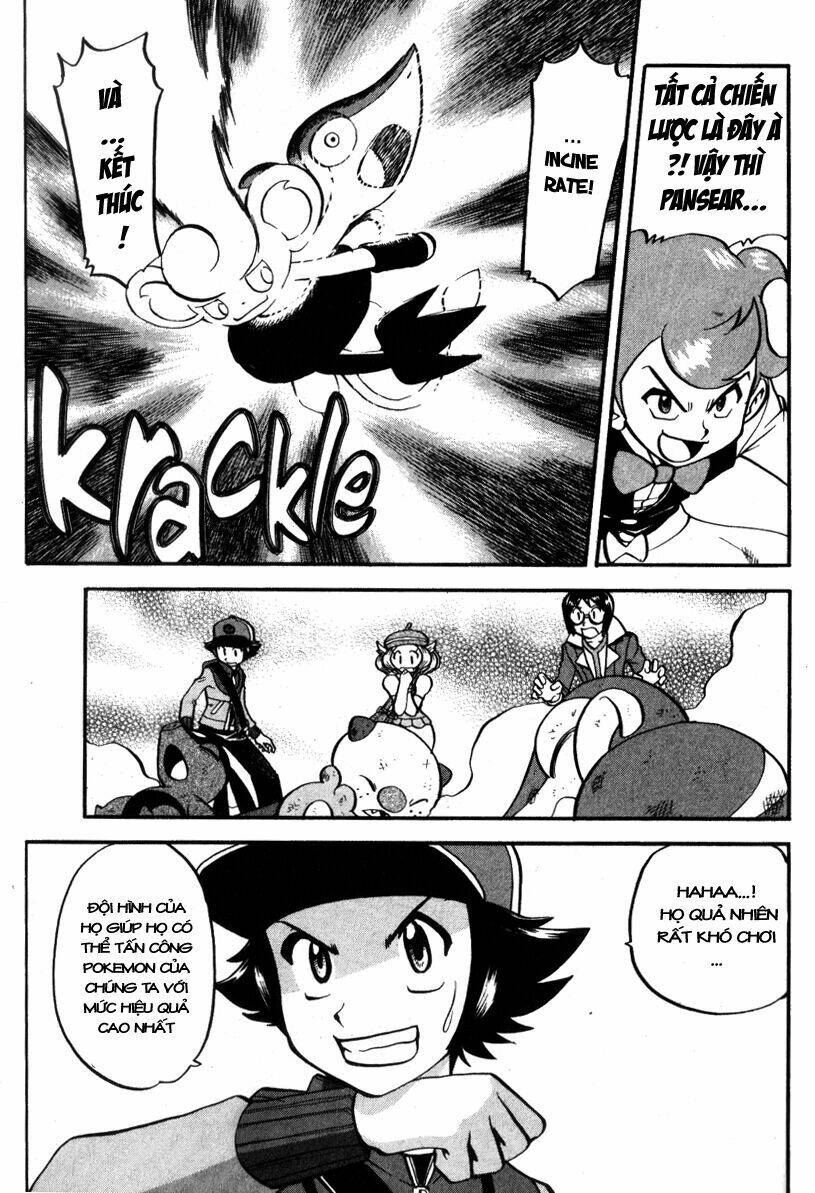 TẤT CẢ CHIẾN
LƯỢC LÀ ĐÂY À
?! VẬY THÌ
PANSEAR...
...
INCINE
RATE!
VÀ
...
KẾT
THÚC
!
krackle
HAHAA...!
HỌ QUẢ NHIÊN
RẤT KHÓ CHƠI
...
ĐỘI HÌNH CỦA
HỌ GIÚP HỌ CÓ
THỂ TẤN CÔNG
POKEMON CỦA
CHÚNG TA VỚI
MỨC HIỆU QUẢ
CAO NHẤT